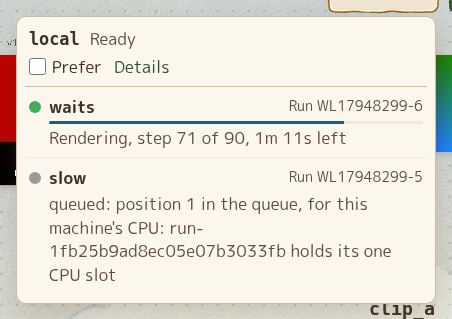 local Ready
Prefer Details
waits Run WL17948299-6
Rendering, step 71 of 90, 1m 11s left
slow Run WL17948299-5
queued: position 1 in the queue, for this
machine's CPU: run-
1fb25b9ad8ec05e07b3033fb holds its one
CPU slot
clip_a